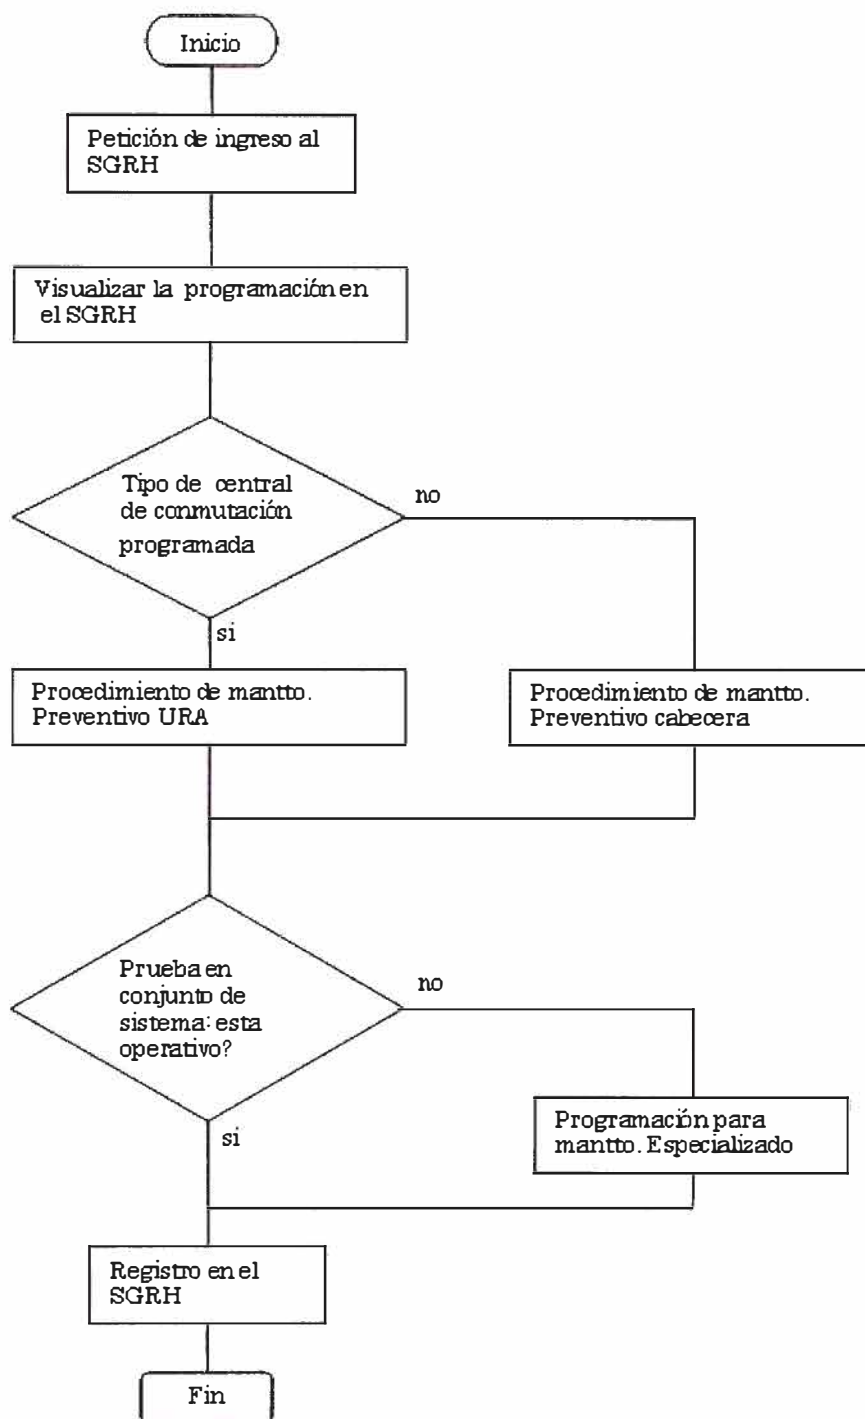 Inicio
Petición de ingreso al
SGRH
Visualizar la programación en
el SGRH
Tipo de central
de conmutación
programada
no
si
Procedimiento de mantto.
Preventivo URA
Procedimiento de mantto.
Preventivo cabecera
Prueba en
conjunto de
sistema: esta
operativo?
no
si
Programación para
mantto. Especializado
Registro en el
SGRH
Fin